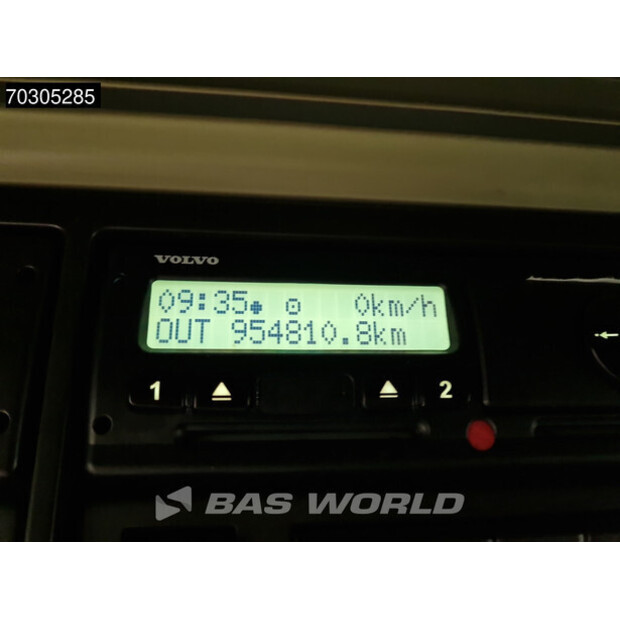 70305285
VOLVO
09:35 0km/h
OUT 954810.8km
1 2
BAS WORLD